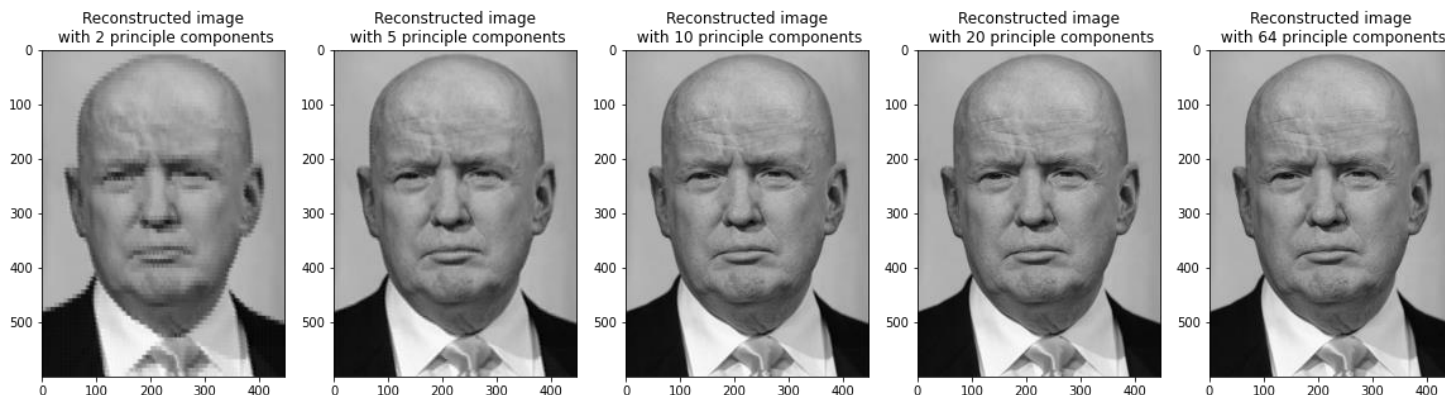 Reconstructed image
with 2 principle components
Reconstructed image
with 5 principle components
Reconstructed image
with 10 principle components
Reconstructed image
with 20 principle components
Reconstructed image
with 64 principle components
0
100
200
300
400
500
0 100 200 300 400
0
100
200
300
400
500
0 100 200 300 400
0
100
200
300
400
500
0 100 200 300 400
0
100
200
300
400
500
0 100 200 300 400
0
100
200
300
400
500
0 100 200 300 400